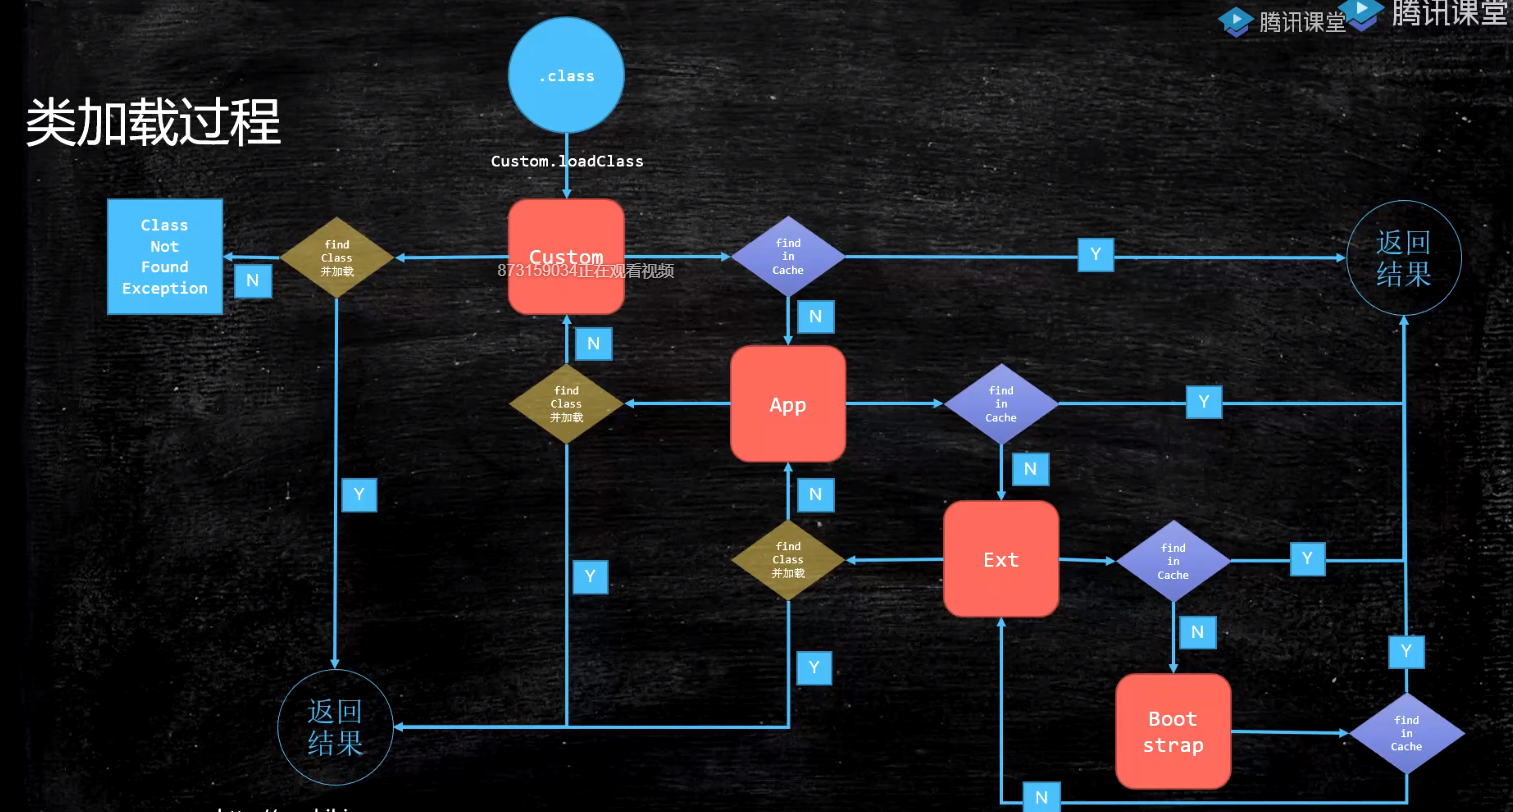 腾讯课堂
腾讯课堂
.class
类加载过程
Custom.loadClass
Class
Not
Found
Exception
N
find
Class
并加载
Custom
873159034正在观看视频
find
in
Cache
Y
返回
结果
N
N
find
Class
并加载
App
find
in
Cache
Y
N
Y
N
find
Class
并加载
Ext
find
in
Cache
Y
Y
N
Y
Y
返回
结果
Boot
strap
find
in
Cache
N